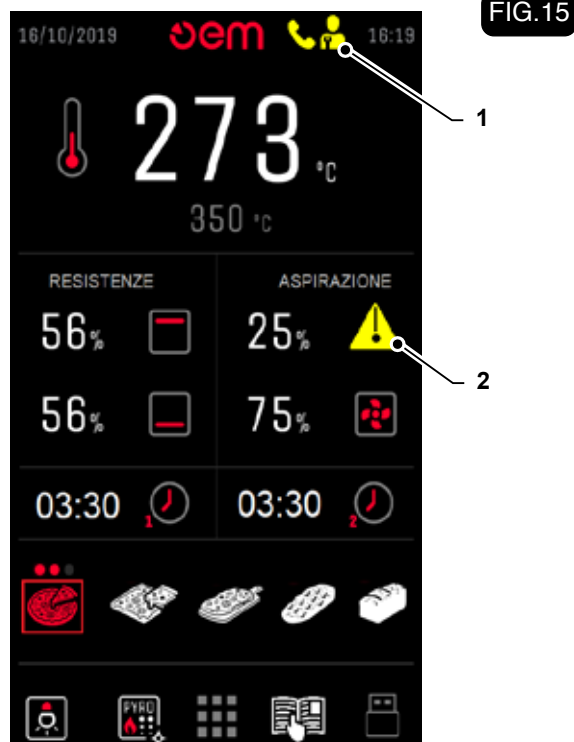 FIG.15
16/10/2019 oem 16:19
1
273 °C
350 °C
RESISTENZE ASPIRAZIONE
56% 25%
2
56% 75%
03:30 1 03:30 2
PYRO